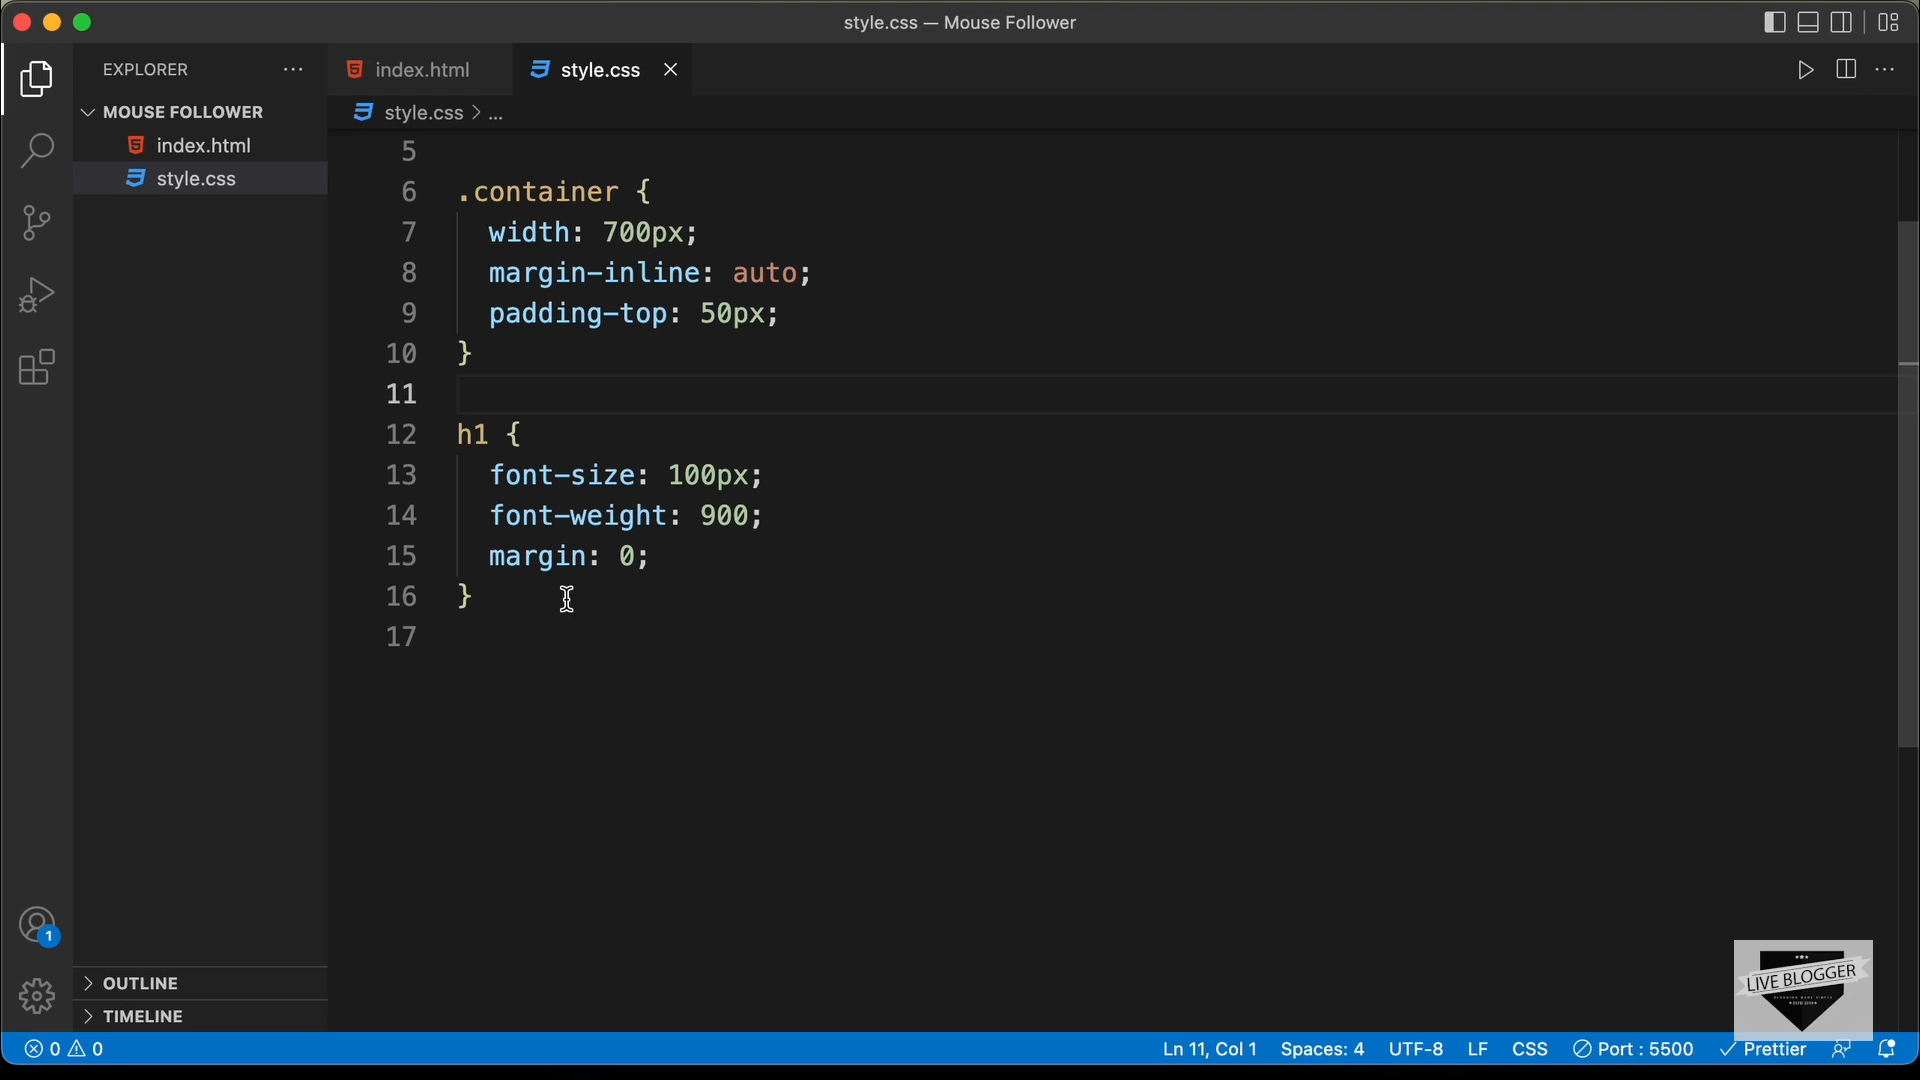 style.css — Mouse Follower
EXPLORER
index.html
style.css
MOUSE FOLLOWER
index.html
style.css
style.css > ...
5
6 .container {
7 width: 700px;
8 margin-inline: auto;
9 padding-top: 50px;
10 }
11
12 h1 {
13 font-size: 100px;
14 font-weight: 900;
15 margin: 0;
16 }
17
1
OUTLINE
TIMELINE
LIVE BLOGGER
0 0
Ln 11, Col 1 Spaces: 4 UTF-8 LF CSS Port : 5500 Prettier